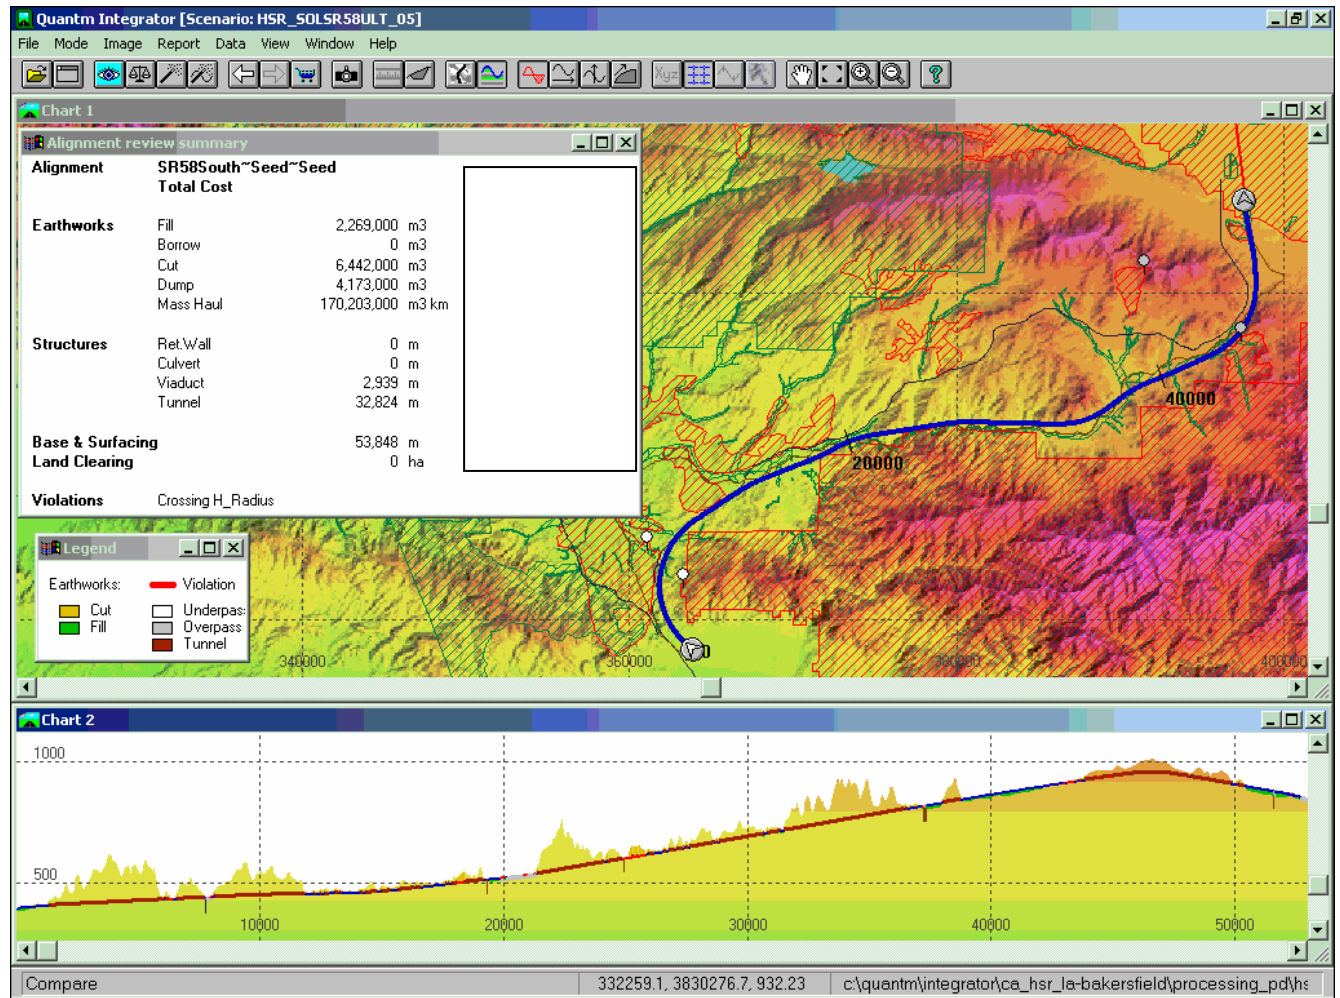 Quantm Integrator [Scenario: HSR_SOLSR58ULT_05]
File Mode Image Report Data View Window Help
Xyz
Chart 1
Alignment review summary
Alignment SR58South~Seed~Seed
Total Cost
Earthworks Fill 2,269,000 m3
Borrow 0 m3
Cut 6,442,000 m3
Dump 4,173,000 m3
Mass Haul 170,203,000 m3 km
Structures Ret.Wall 0 m
Culvert 0 m
Viaduct 2,939 m
Tunnel 32,824 m
Base & Surfacing 53,848 m
Land Clearing 0 ha
Violations Crossing H_Radius
40000
20000
0
340000 360000 380000 400000
Legend
Earthworks: Violation
Cut Underpas:
Fill Overpass
Tunnel
Chart 2
1000
500
10000 20000 30000 40000 50000
Compare 332259.1, 3830276.7, 932.23 c:\quantm\integrator\ca_hsr_la-bakersfield\processing_pd\hs